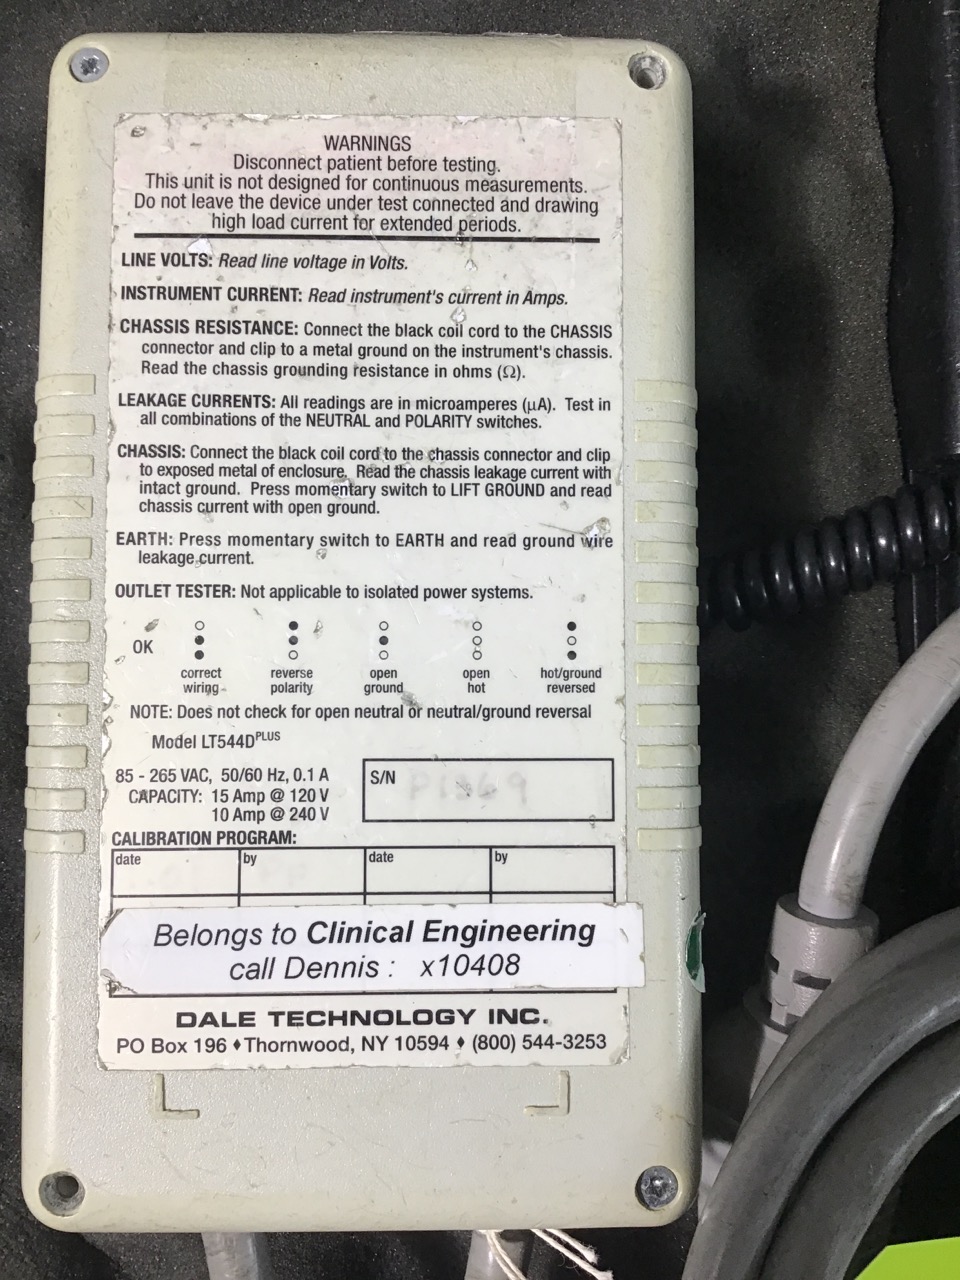 WARNINGS
Disconnect patient before testing.
This unit is not designed for continuous measurements.
Do not leave the device under test connected and drawing
high load current for extended periods.
LINE VOLTS: Read line voltage in Volts.
INSTRUMENT CURRENT: Read instrument's current in Amps.
CHASSIS RESISTANCE: Connect the black coil cord to the CHASSIS
connector and clip to a metal ground on the instrument's chassis.
Read the chassis grounding resistance in ohms (Ω).
LEAKAGE CURRENTS: All readings are in microamperes (µA). Test in
all combinations of the NEUTRAL and POLARITY switches.
CHASSIS: Connect the black coil cord to the chassis connector and clip
to exposed metal of enclosure. Read the chassis leakage current with
intact ground. Press momentary switch to LIFT GROUND and read
chassis current with open ground.
EARTH: Press momentary switch to EARTH and read ground wire
leakage current.
OUTLET TESTER: Not applicable to isolated power systems.
OK
correct wiring
reverse polarity
open ground
open hot
hot/ground reversed
NOTE: Does not check for open neutral or neutral/ground reversal
Model LT544DPLUS
85 - 265 VAC, 50/60 Hz, 0.1 A
CAPACITY: 15 Amp @ 120 V
10 Amp @ 240 V
S/N
CALIBRATION PROGRAM:
date by date by
Belongs to Clinical Engineering
call Dennis : x10408
DALE TECHNOLOGY INC.
PO Box 196 ♦ Thornwood, NY 10594 ♦ (800) 544-3253